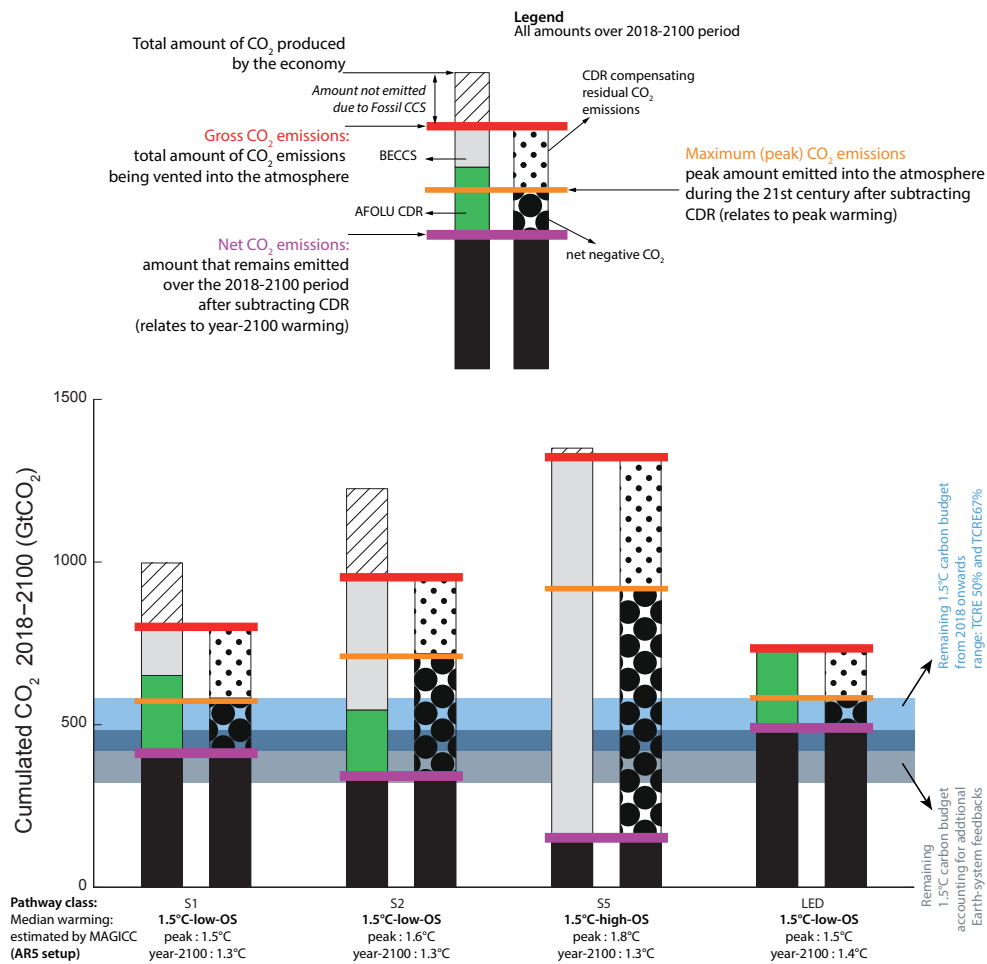 Legend
All amounts over 2018-2100 period
Total amount of CO2 produced
by the economy
Amount not emitted
due to Fossil CCS
CDR compensating
residual CO2
emissions
Gross CO2 emissions:
total amount of CO2 emissions
being vented into the atmosphere
BECCS
AFOLU CDR
Maximum (peak) CO2 emissions
peak amount emitted into the atmosphere
during the 21st century after subtracting
CDR (relates to peak warming)
Net CO2 emissions:
amount that remains emitted
over the 2018-2100 period
after subtracting CDR
(relates to year-2100 warming)
net negative CO2
Cumulated CO2 2018–2100 (GtCO2)
1500
1000
500
0
Remaining 1.5°C carbon budget
from 2018 onwards
range: TCRE 50% and TCRE67%
Remaining
1.5°C carbon budget
accounting for addtional
Earth-system feedbacks
Pathway class:
Median warming:
estimated by MAGICC
(AR5 setup)
S1
1.5°C-low-OS
peak : 1.5°C
year-2100 : 1.3°C
S2
1.5°C-low-OS
peak : 1.6°C
year-2100 : 1.3°C
S5
1.5°C-high-OS
peak : 1.8°C
year-2100 : 1.3°C
LED
1.5°C-low-OS
peak : 1.5°C
year-2100 : 1.4°C